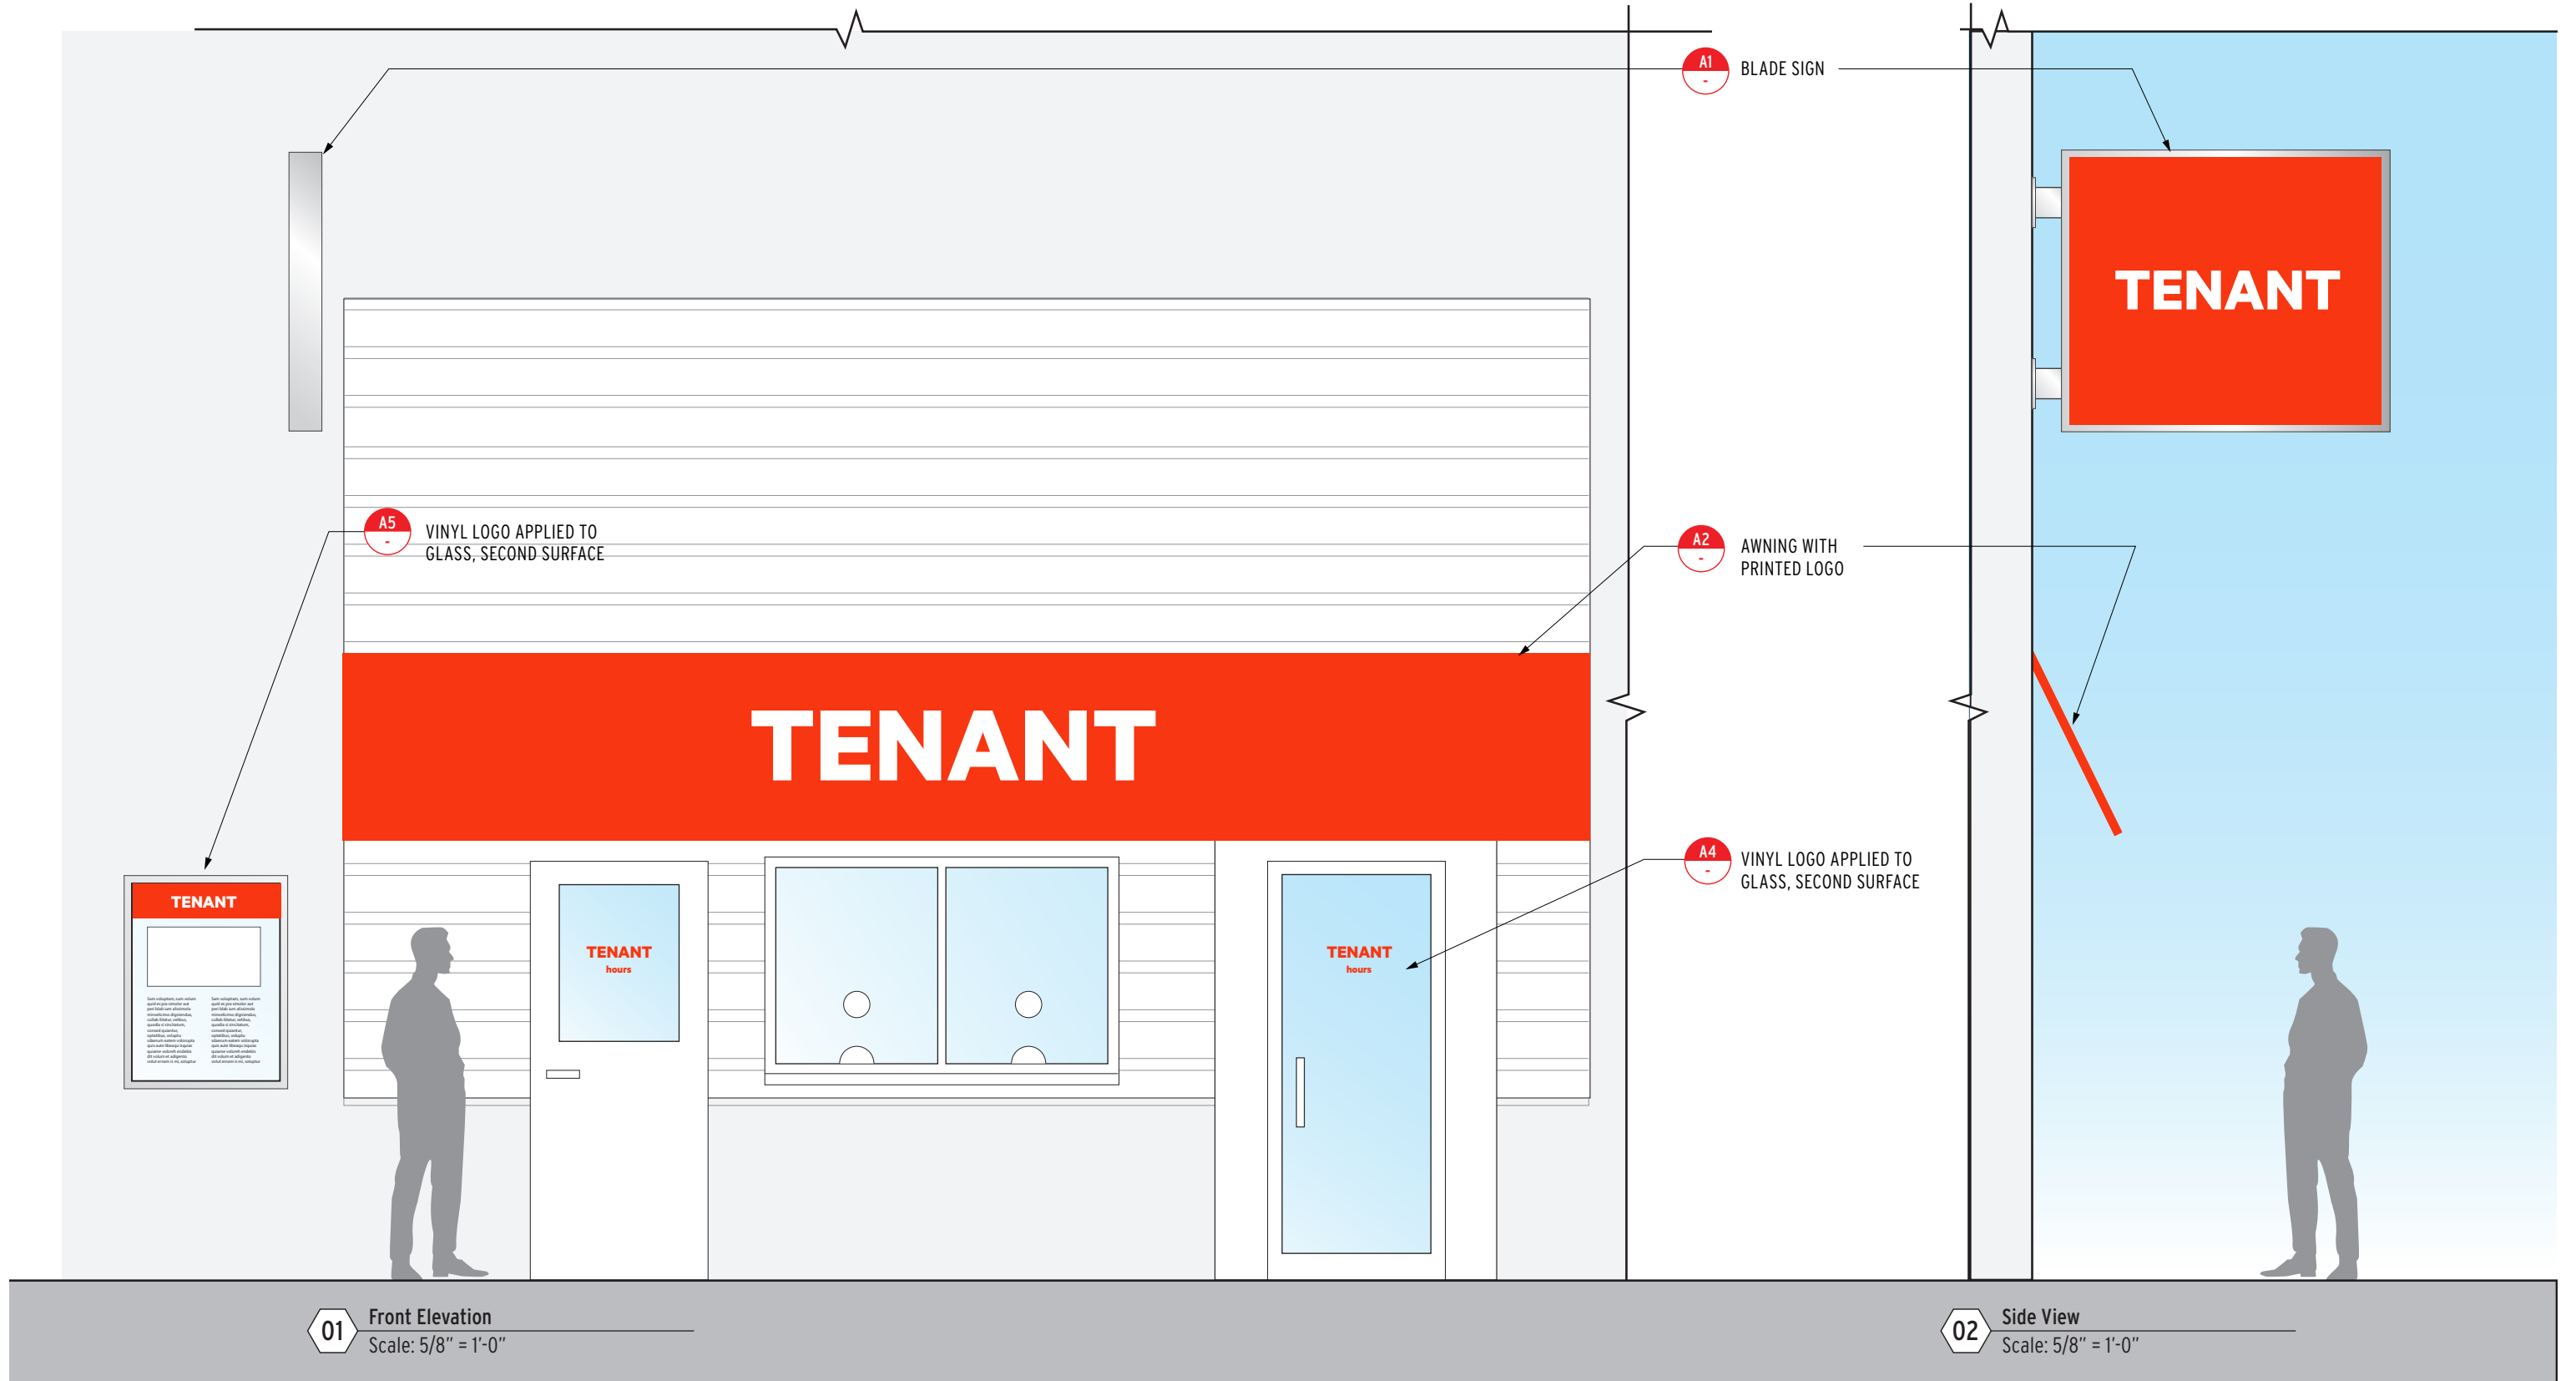 A1
-
BLADE SIGN
TENANT
A5
-
VINYL LOGO APPLIED TO
GLASS, SECOND SURFACE
A2
-
AWNING WITH
PRINTED LOGO
TENANT
A4
-
VINYL LOGO APPLIED TO
GLASS, SECOND SURFACE
TENANT
TENANT
hours
TENANT
hours
01
Front Elevation
Scale: 5/8" = 1'-0"
02
Side View
Scale: 5/8" = 1'-0"